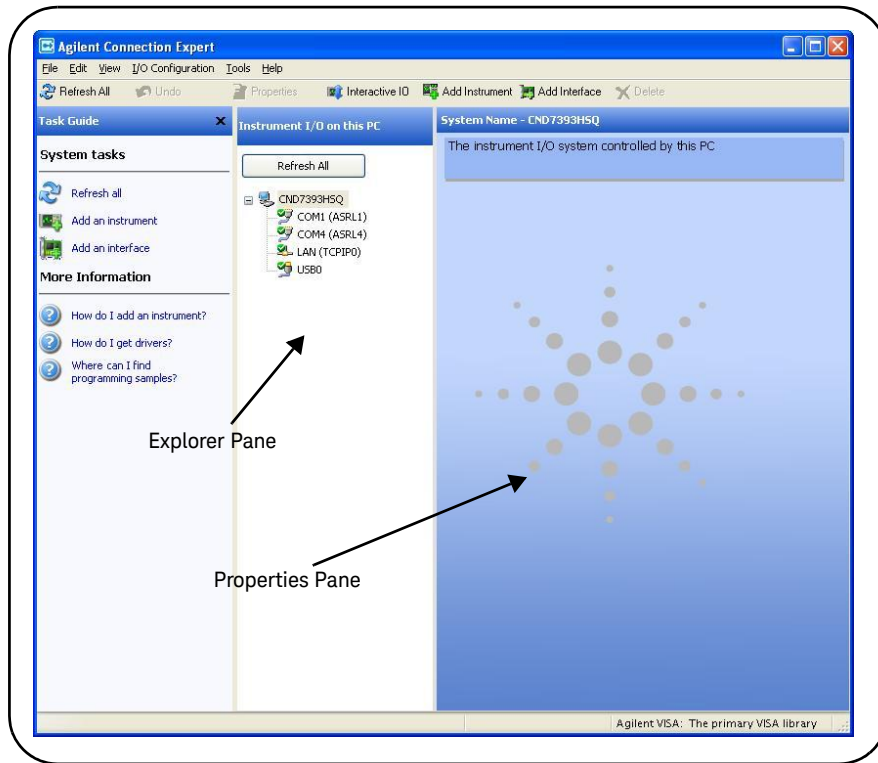 Agilent Connection Expert
File Edit View I/O Configuration Tools Help
Refresh All Undo Properties Interactive IO Add Instrument Add Interface Delete
Task Guide
System tasks
Refresh all
Add an instrument
Add an interface
More Information
How do I add an instrument?
How do I get drivers?
Where can I find
programming samples?
Instrument I/O on this PC
Refresh All
CND7393HSQ
COM1 (ASRL1)
COM4 (ASRL4)
LAN (TCPIP0)
USB0
System Name - CND7393HSQ
The instrument I/O system controlled by this PC
Explorer Pane
Properties Pane
Agilent VISA: The primary VISA library